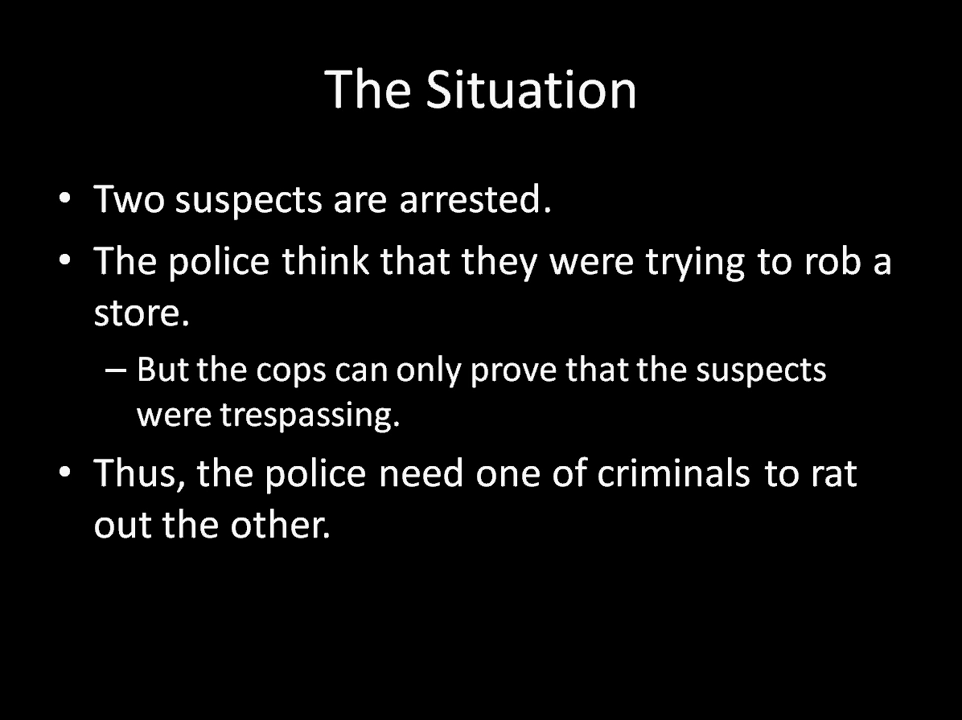 The Situation
• Two suspects are arrested.
• The police think that they were trying to rob a
store.
– But the cops can only prove that the suspects
were trespassing.
• Thus, the police need one of criminals to rat
out the other.